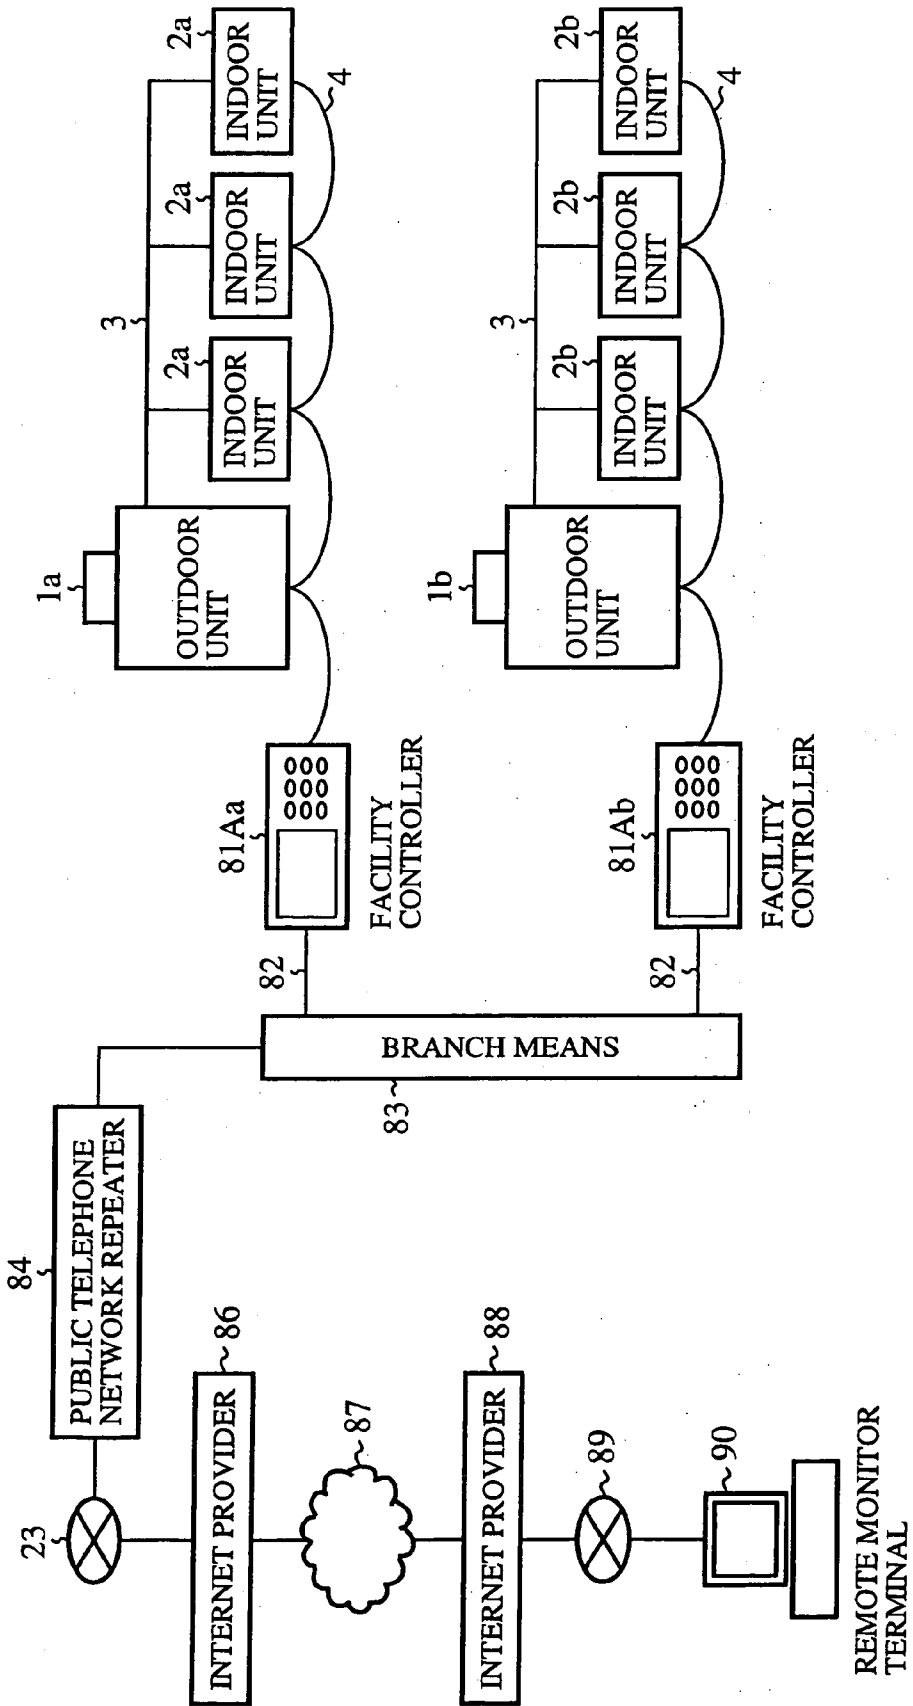 2a
INDOOR
UNIT
2a
INDOOR
UNIT
2a
INDOOR
UNIT
3
4
1a
OUTDOOR
UNIT
81Aa
FACILITY
CONTROLLER
82
2b
INDOOR
UNIT
2b
INDOOR
UNIT
2b
INDOOR
UNIT
3
4
1b
OUTDOOR
UNIT
81Ab
FACILITY
CONTROLLER
82
BRANCH MEANS
83
84
PUBLIC TELEPHONE
NETWORK REPEATER
23
86
INTERNET PROVIDER
87
88
INTERNET PROVIDER
89
90
REMOTE MONITOR
TERMINAL